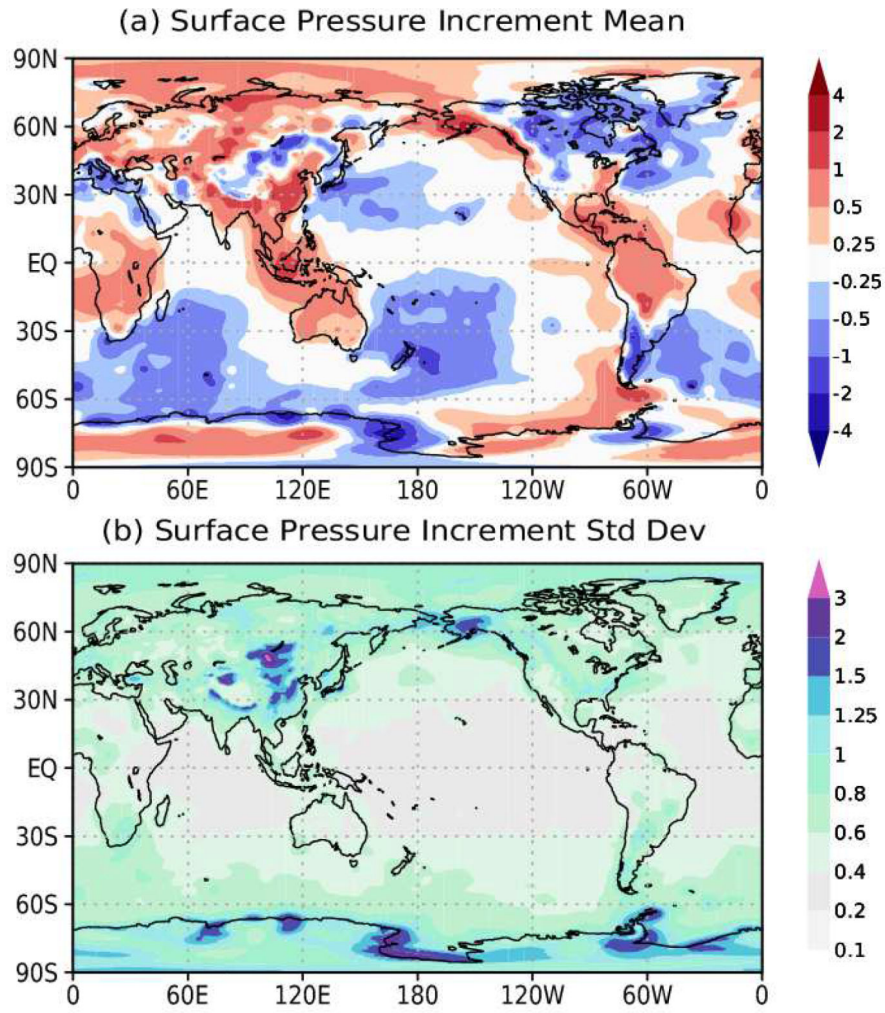 (a) Surface Pressure Increment Mean
90N
60N
30N
EQ
30S
60S
90S
0 60E 120E 180 120W 60W 0
4
2
1
0.5
0.25
-0.25
-0.5
-1
-2
-4
(b) Surface Pressure Increment Std Dev
90N
60N
30N
EQ
30S
60S
90S
0 60E 120E 180 120W 60W 0
3
2
1.5
1.25
1
0.8
0.6
0.4
0.2
0.1